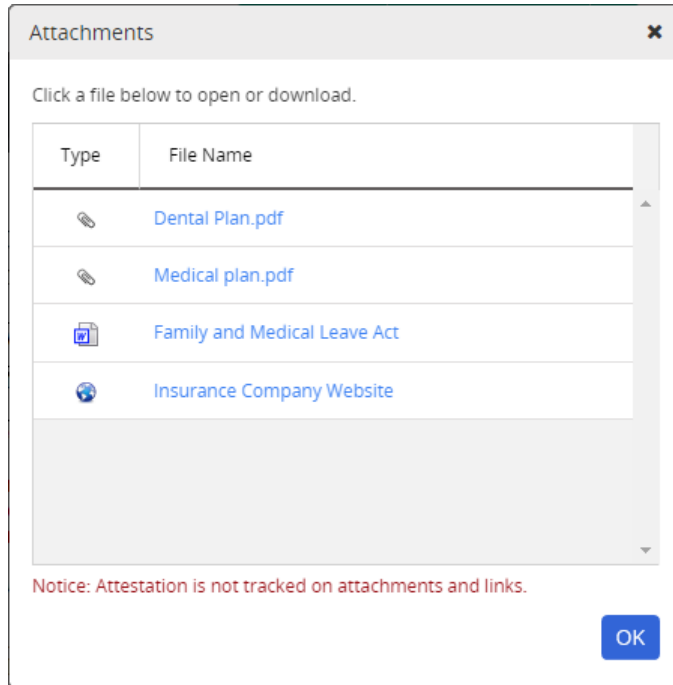 Attachments
Click a file below to open or download.
Type File Name
Dental Plan.pdf
Medical plan.pdf
Family and Medical Leave Act
Insurance Company Website
Notice: Attestation is not tracked on attachments and links.
OK